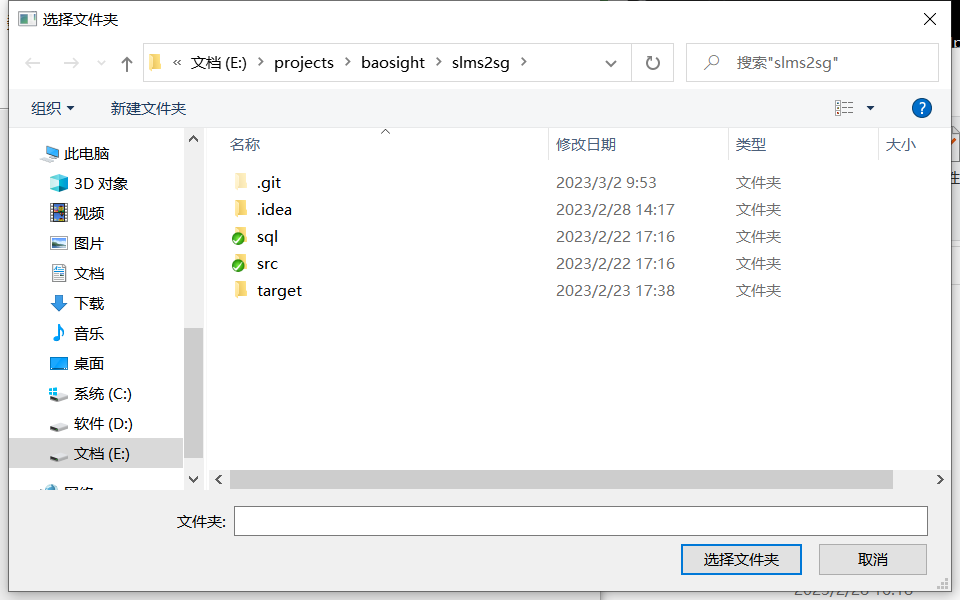 选择文件夹
« 文档 (E:) > projects > baosight > slms2sg >
搜索"slms2sg"
组织
新建文件夹
此电脑
3D 对象
视频
图片
文档
下载
音乐
桌面
系统 (C:)
软件 (D:)
文档 (E:)
名称 修改日期 类型 大小
.git 2023/3/2 9:53 文件夹
.idea 2023/2/28 14:17 文件夹
sql 2023/2/22 17:16 文件夹
src 2023/2/22 17:16 文件夹
target 2023/2/23 17:38 文件夹
文件夹:
选择文件夹 取消